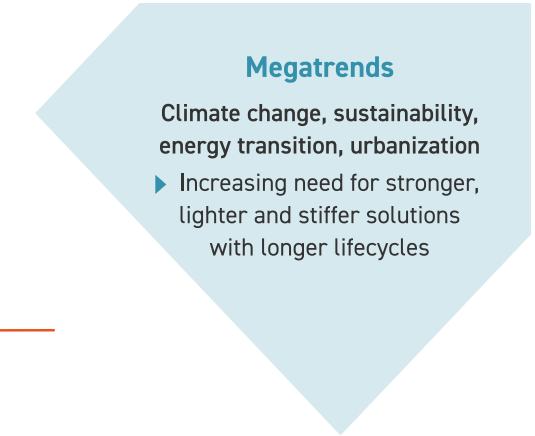 Megatrends
Climate change, sustainability,
energy transition, urbanization
Increasing need for stronger,
lighter and stiffer solutions
with longer lifecycles